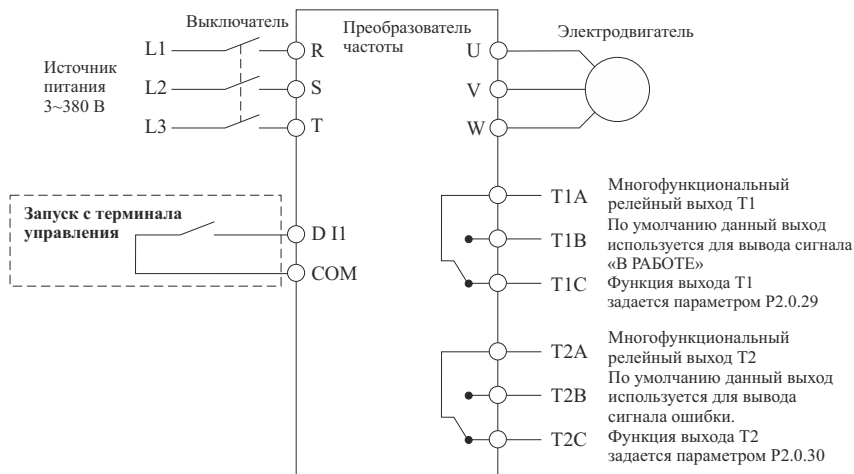 Выключатель
Преобразователь
частоты
Электродвигатель
L1
R
U
Источник
питания
3~380 В
L2
S
V
L3
T
W
Запуск с терминала
управления
D I1
COM
T1A
Многофункциональный
релейный выход T1
T1B
По умолчанию данный выход
используется для вывода сигнала
«В РАБОТЕ»
T1C
Функция выхода T1
задается параметром P2.0.29
T2A
Многофункциональный
релейный выход T2
T2B
По умолчанию данный выход
используется для вывода
сигнала ошибки.
T2C
Функция выхода T2
задается параметром P2.0.30